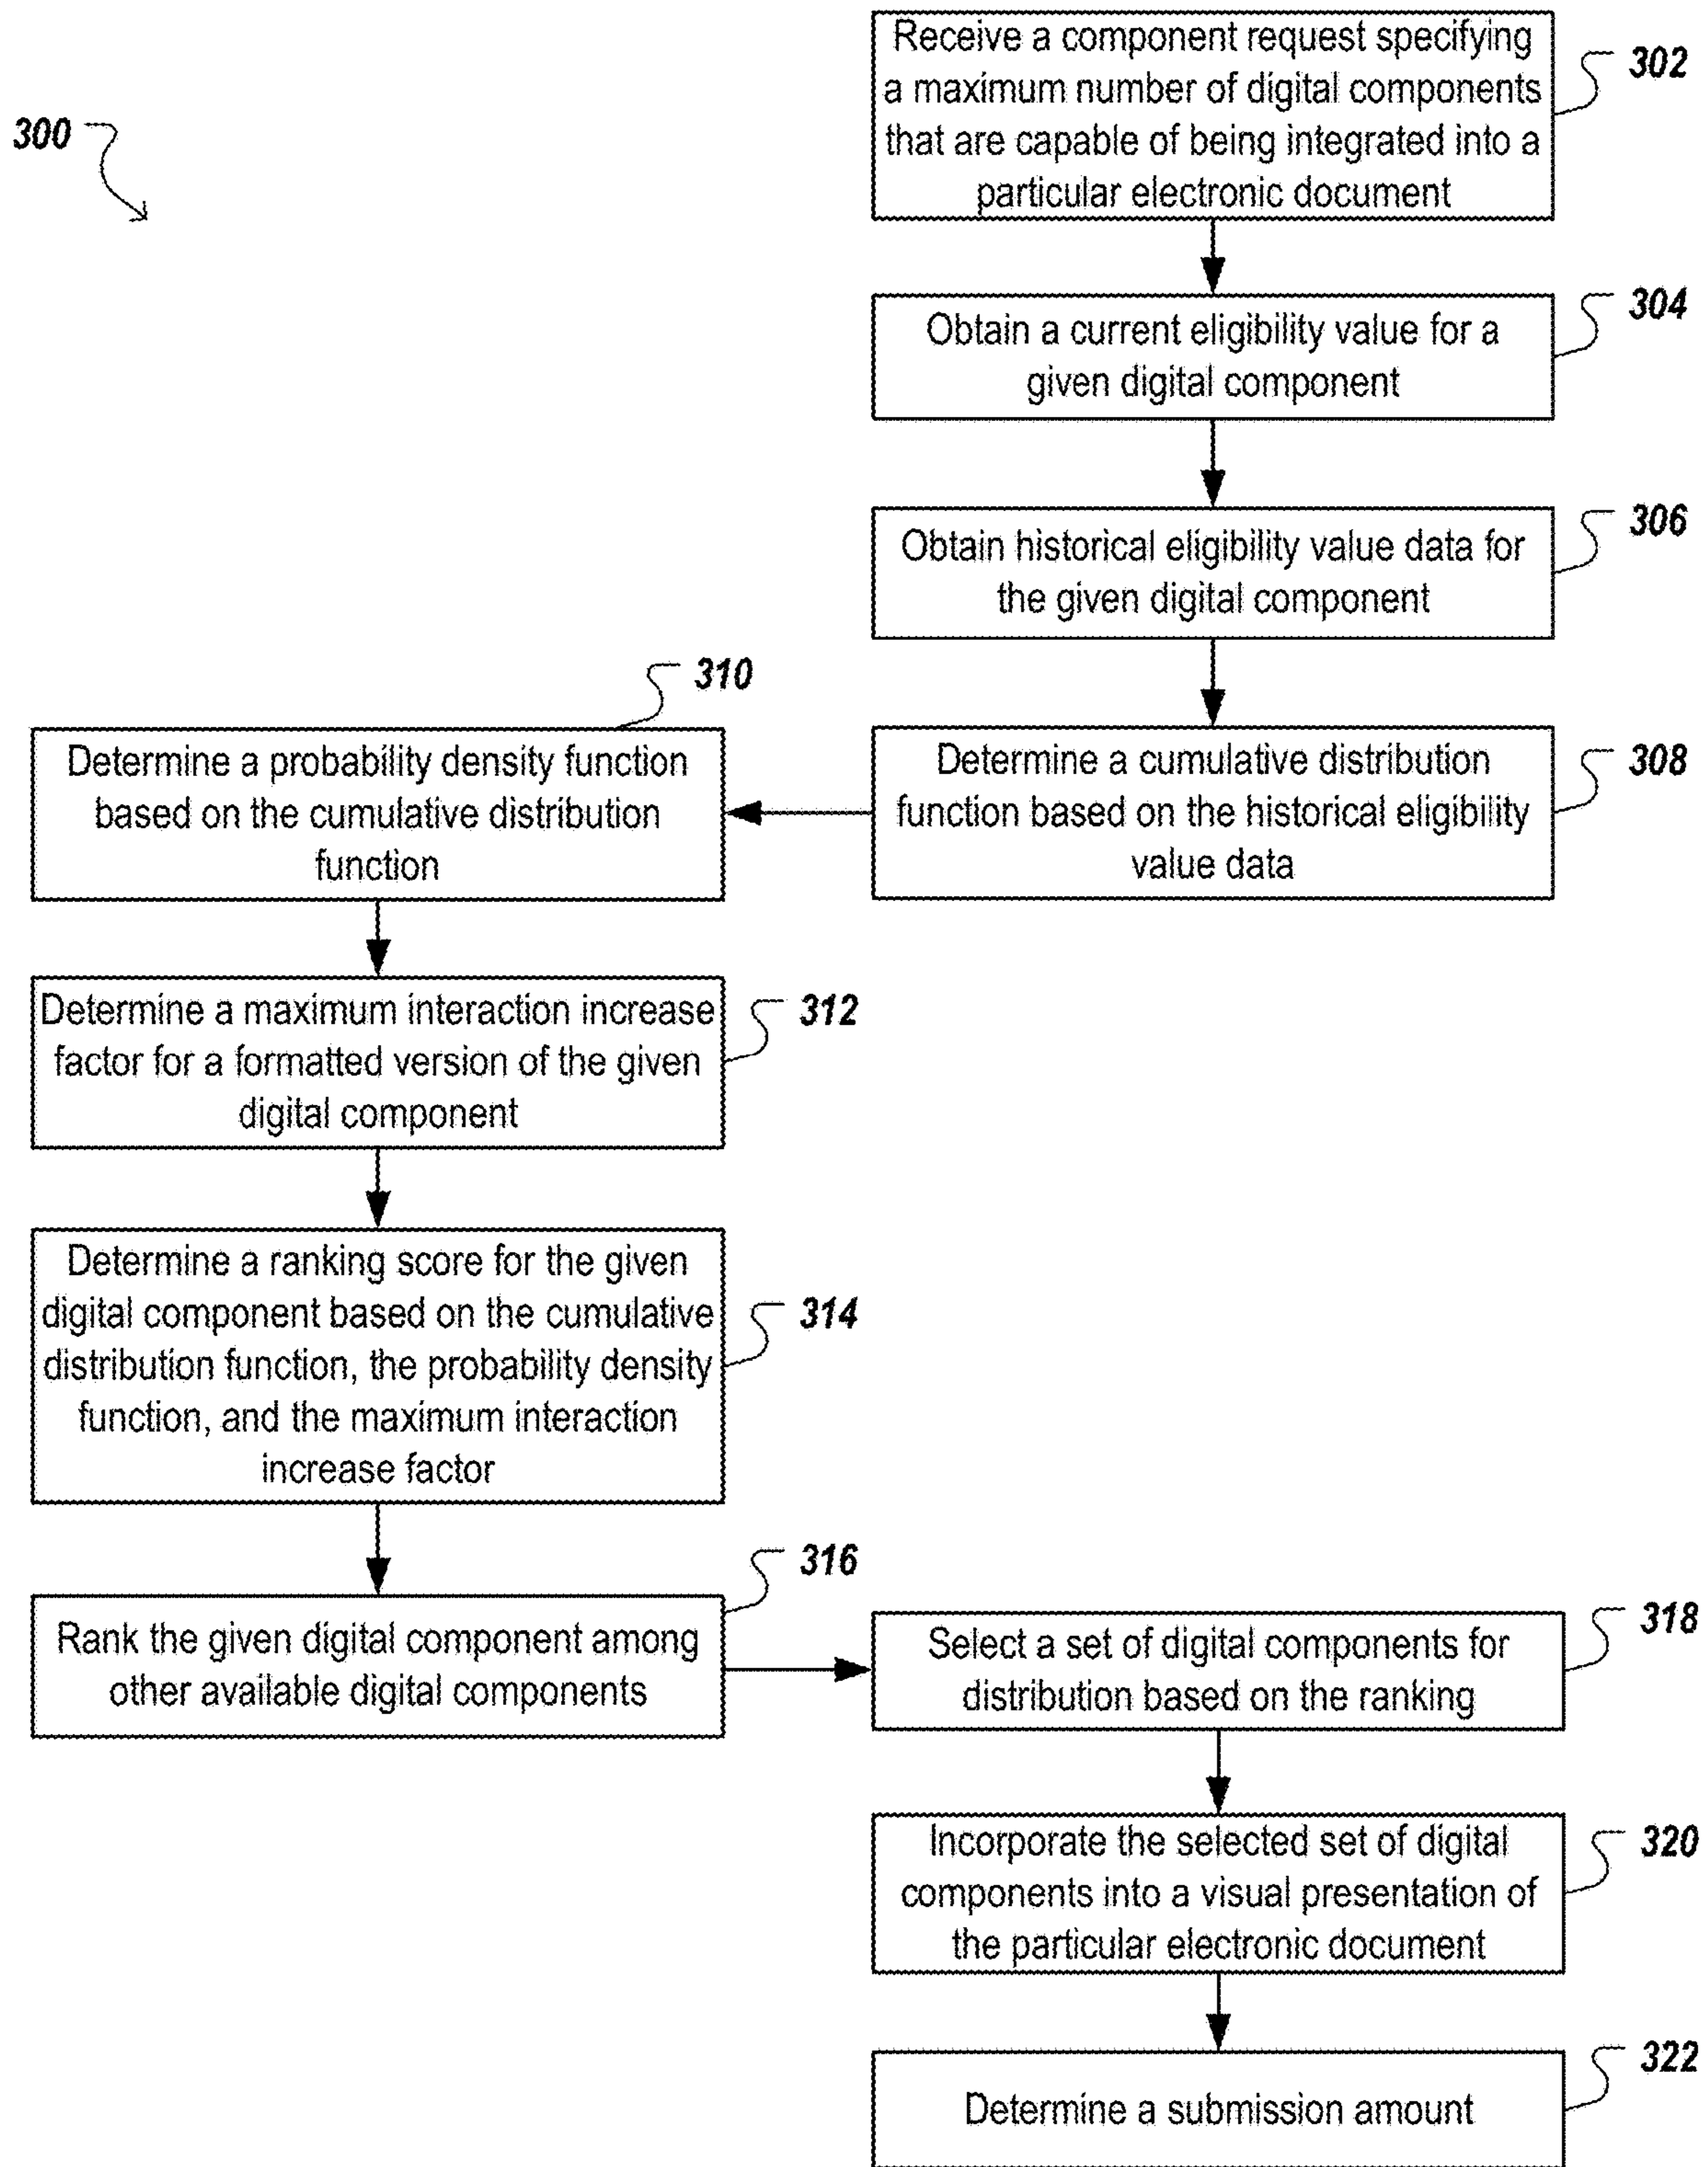 300
Receive a component request specifying
a maximum number of digital components
that are capable of being integrated into a
particular electronic document
302
Obtain a current eligibility value for a
given digital component
304
Obtain historical eligibility value data for
the given digital component
306
Determine a cumulative distribution
function based on the historical eligibility
value data
308
310
Determine a probability density function
based on the cumulative distribution
function
Determine a maximum interaction increase
factor for a formatted version of the given
digital component
312
Determine a ranking score for the given
digital component based on the cumulative
distribution function, the probability density
function, and the maximum interaction
increase factor
314
316
Rank the given digital component among
other available digital components
Select a set of digital components for
distribution based on the ranking
318
Incorporate the selected set of digital
components into a visual presentation of
the particular electronic document
320
Determine a submission amount
322